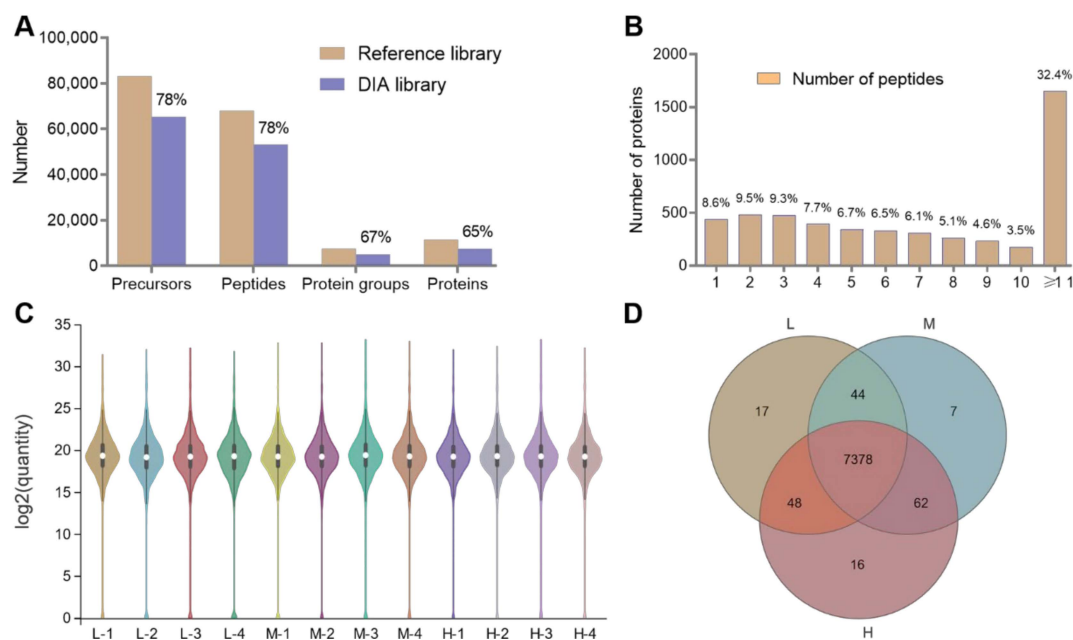 A
100,000
80,000
60,000
40,000
20,000
0
Number
Reference library
DIA library
78%
78%
67%
65%
Precursors
Peptides
Protein groups
Proteins
B
2000
1500
1000
500
0
Number of proteins
Number of peptides
8.6%
9.5%
9.3%
7.7%
6.7%
6.5%
6.1%
5.1%
4.6%
3.5%
32.4%
1 2 3 4 5 6 7 8 9 10 ⩾1 1
C
35
30
25
20
15
10
5
0
log2(quantity)
L-1 L-2 L-3 L-4 M-1 M-2 M-3 M-4 H-1 H-2 H-3 H-4
D
L
M
17
44
7
7378
48
62
16
H